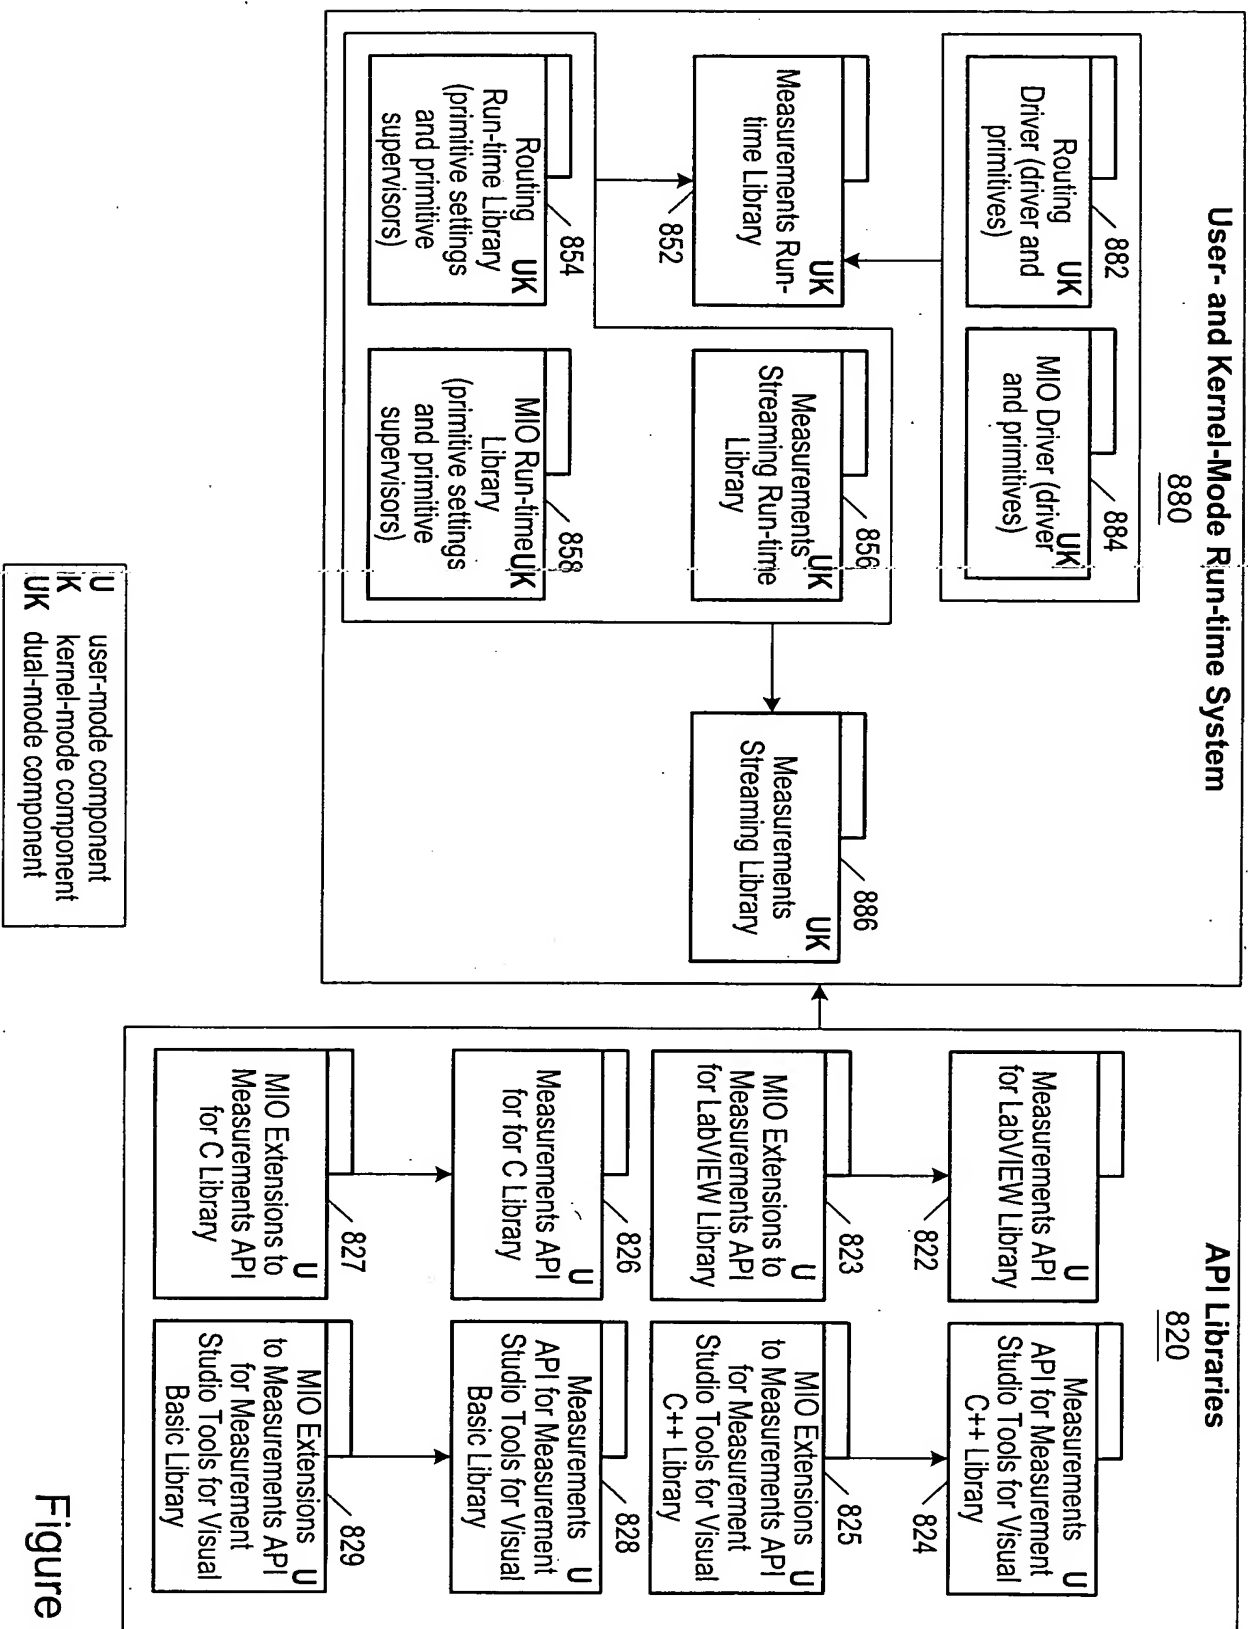 User- and Kernel-Mode Run-time System
880
882
Routing UK
Driver (driver and
primitives)
884
MIO Driver (driver UK
and primitives)
UK
Measurements Run-
time Library
852
856
Measurements UK
Streaming Run-time
Library
854
Routing UK
Run-time Library
(primitive settings
and primitive
supervisors)
858
MIO Run-time UK
Library
(primitive settings
and primitive
supervisors)
886
UK
Measurements
Streaming Library
API Libraries
820
U
Measurements API
for LabVIEW Library
822
Measurements U
API for Measurement
Studio Tools for Visual
C++ Library
824
823
MIO Extensions to U
Measurements API
for LabVIEW Library
825
MIO Extensions U
to Measurements API
for Measurement
Studio Tools for Visual
C++ Library
826
U
Measurements API
for for C Library
828
Measurements U
API for Measurement
Studio Tools for Visual
Basic Library
827
MIO Extensions to U
Measurements API
for C Library
829
MIO Extensions U
to Measurements API
for Measurement
Studio Tools for Visual
Basic Library
U user-mode component
K kernel-mode component
UK dual-mode component
Figure